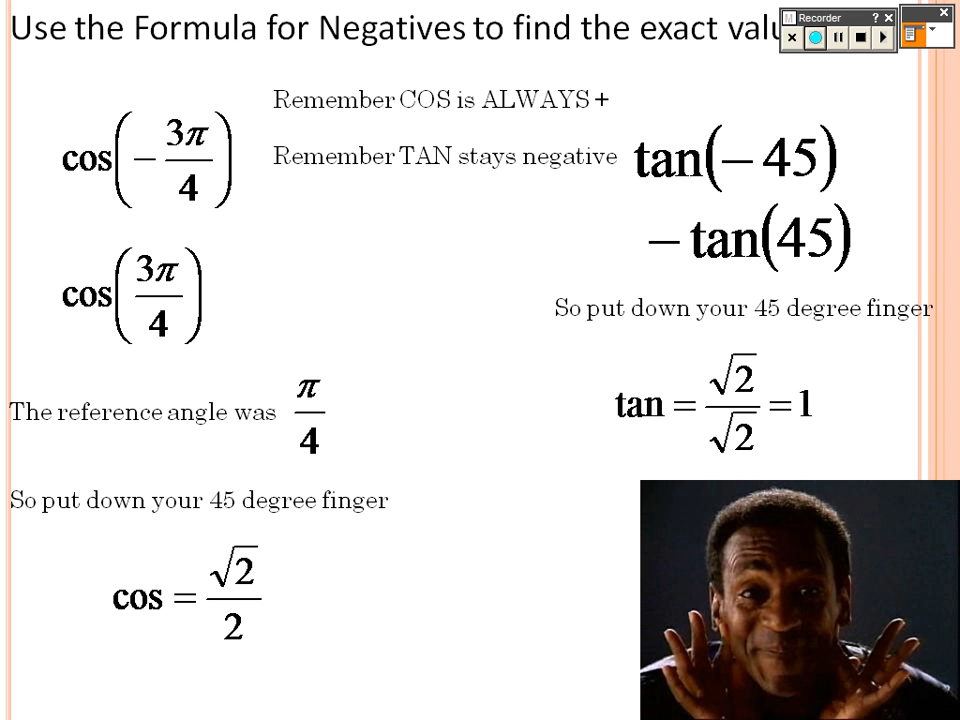 Use the Formula for Negatives to find the exact valu
M Recorder ? ×
Remember COS is ALWAYS +
cos(−3π/4)
Remember TAN stays negative
tan(−45)
−tan(45)
cos(3π/4)
So put down your 45 degree finger
tan = √2/√2 = 1
The reference angle was π/4
So put down your 45 degree finger
cos = √2/2